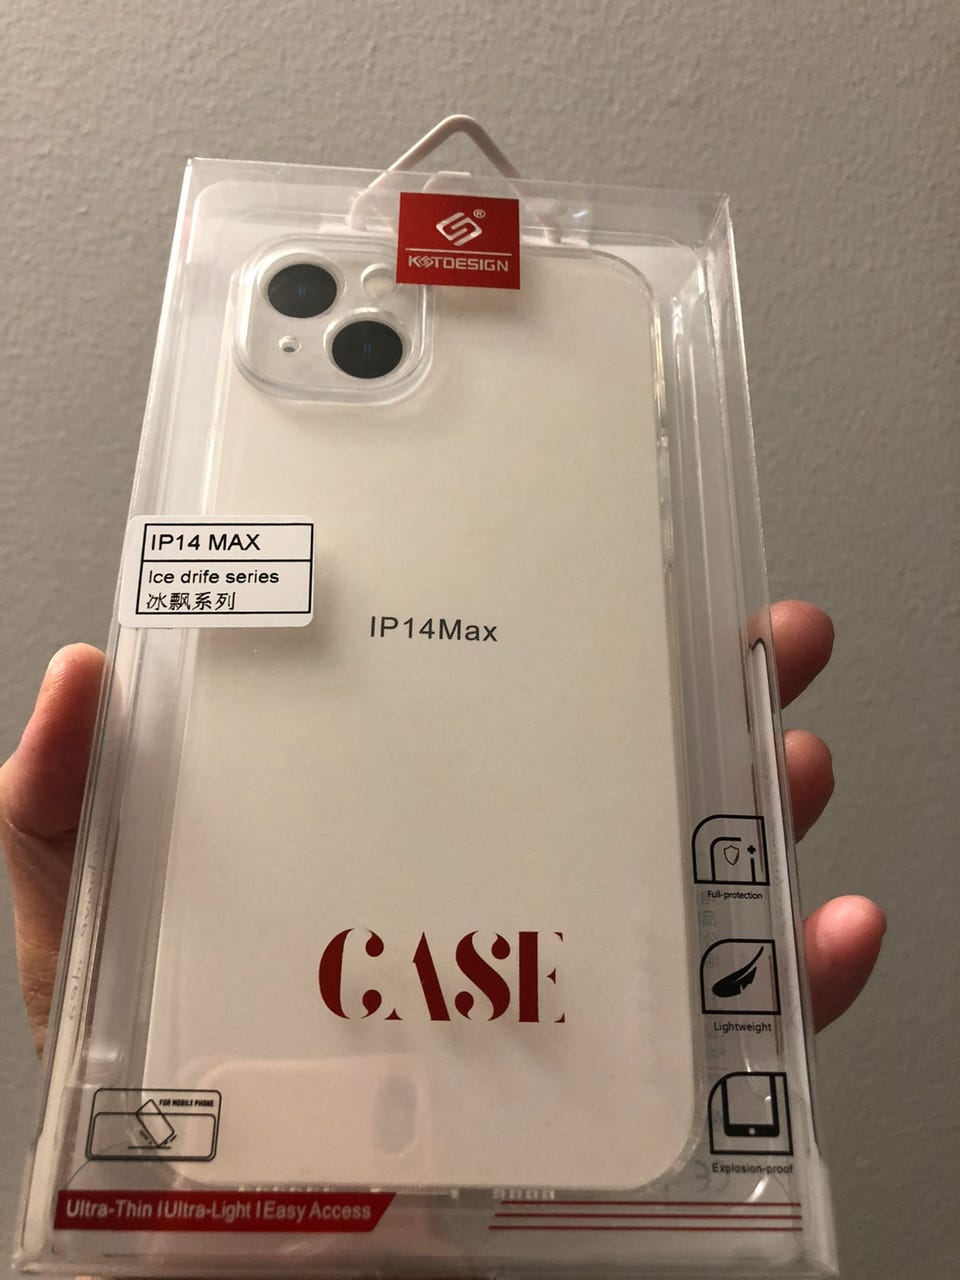 ®
KSTDESIGN
IP14 MAX
Ice drife series
冰飘系列
IP14Max
CASE
Full-protection
Lightweight
Explosion-proof
FOR MOBILE PHONE
Ultra-Thin | Ultra-Light | Easy Access